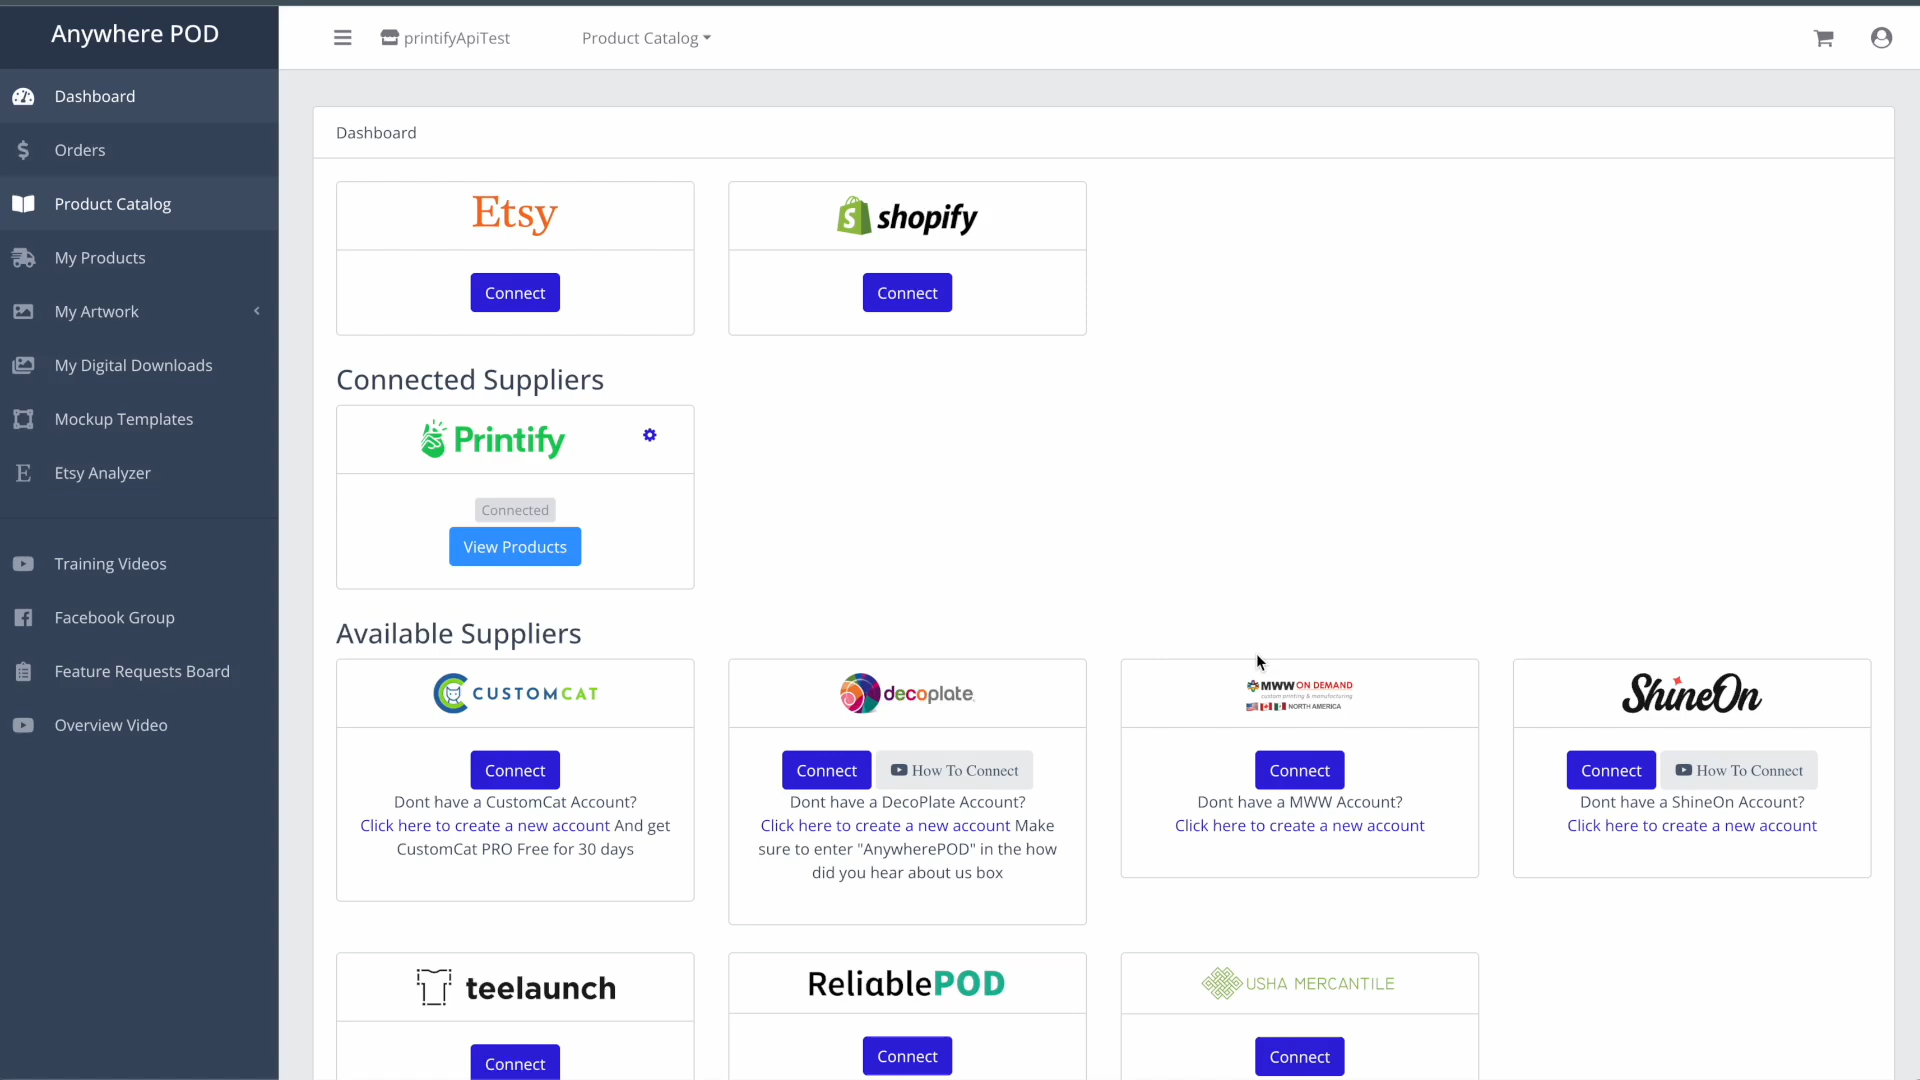 Anywhere POD
printifyApiTest
Product Catalog
Dashboard
Orders
Product Catalog
My Products
My Artwork
My Digital Downloads
Mockup Templates
Etsy Analyzer
Training Videos
Facebook Group
Feature Requests Board
Overview Video
Dashboard
Etsy
shopify
Connect
Connect
Connected Suppliers
Printify
Connected
View Products
Available Suppliers
CUSTOMCAT
Connect
Dont have a CustomCat Account?
Click here to create a new account And get
CustomCat PRO Free for 30 days
decoplate
Connect
How To Connect
Dont have a DecoPlate Account?
Click here to create a new account Make
sure to enter "AnywherePOD" in the how
did you hear about us box
MWW ON DEMAND
custom printing & manufacturing
NORTH AMERICA
Connect
Dont have a MWW Account?
Click here to create a new account
ShineOn
Connect
How To Connect
Dont have a ShineOn Account?
Click here to create a new account
teelaunch
Connect
ReliablePOD
Connect
USHA MERCANTILE
Connect